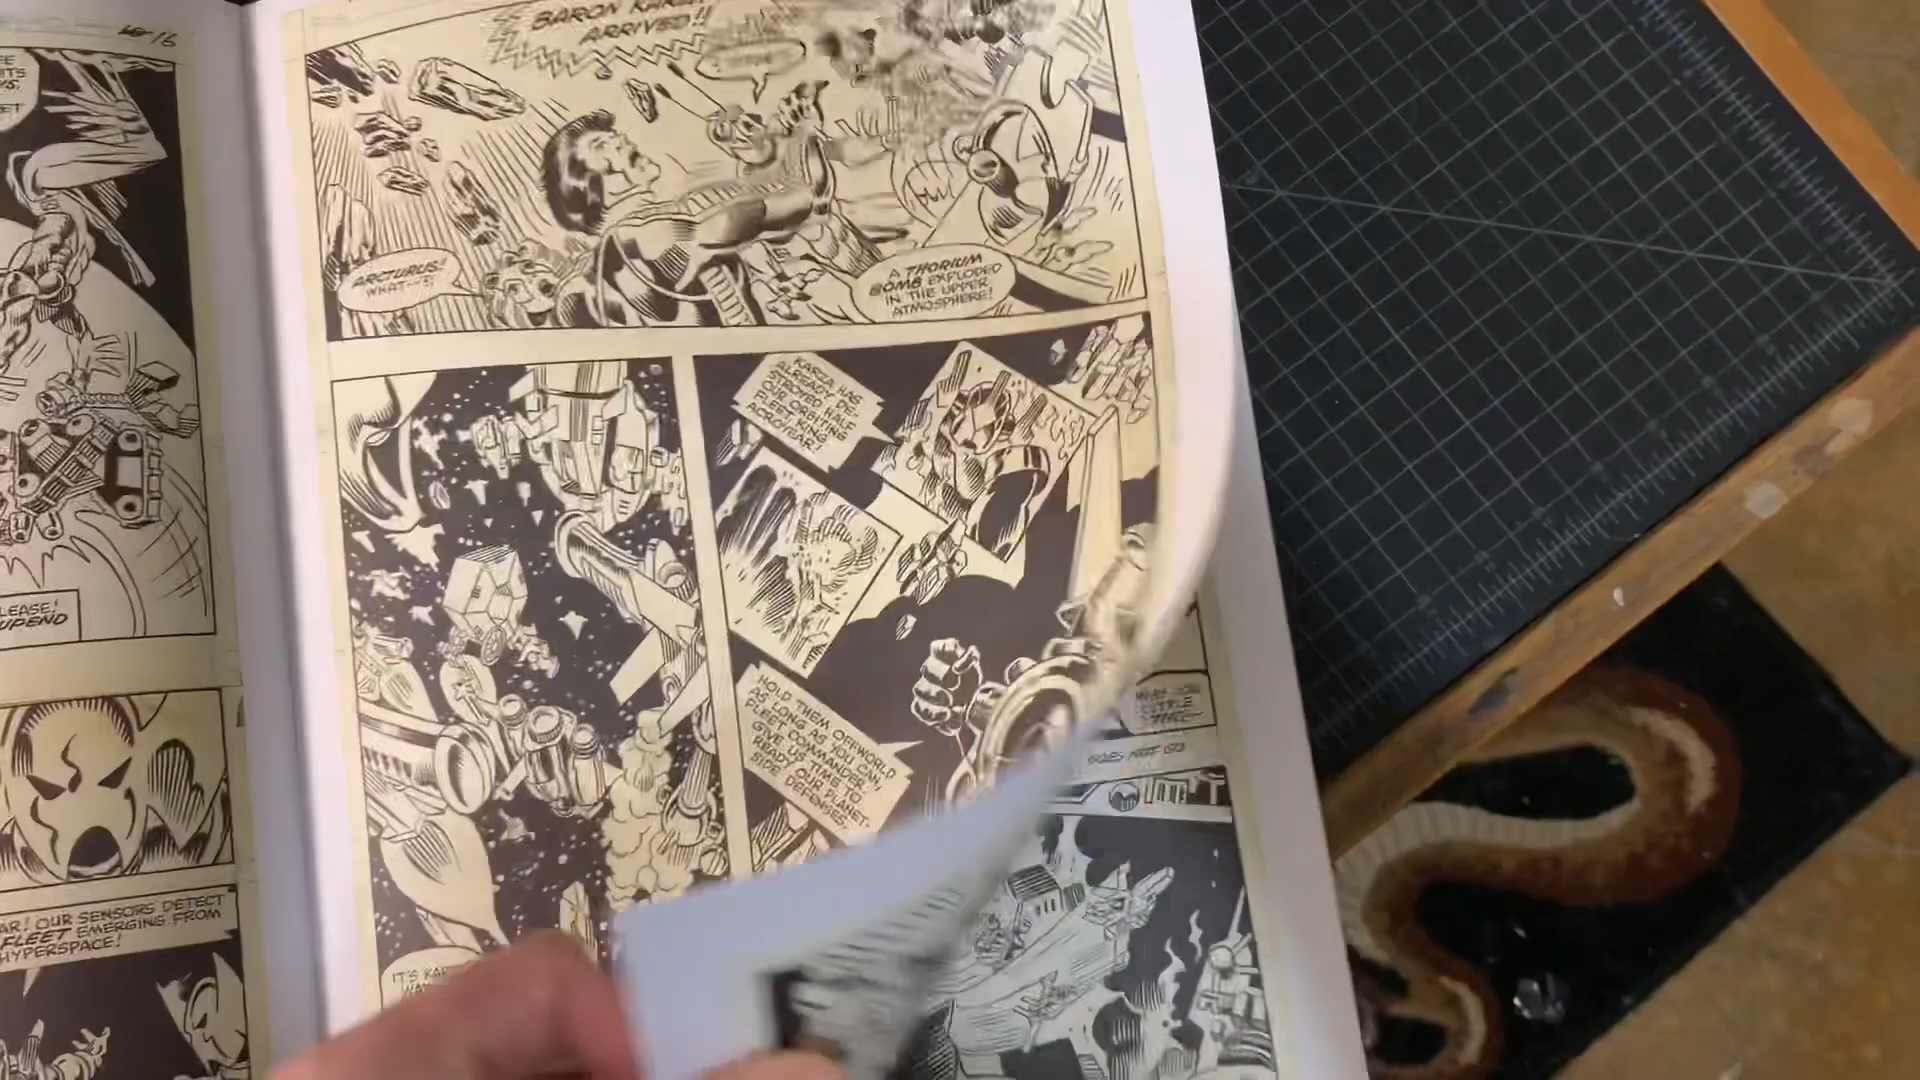 16
LEASE!
UPEND
AR! OUR SENSORS DETECT
FLEET EMERGING FROM
HYPERSPACE!
BARON
ARRIVED!!
ARCTURUS!
WHAT--?!
A THORIUM
BOMB EXPLODED
IN THE UPPER
ATMOSPHERE!
KARZA HAS
ALREADY DE-
STROYED HALF
OUR ORBITING
FLEET, KING
ACROYEAR!
HOLD THEM OFFWORLD
AS LONG AS YOU CAN,
FLEET COMMANDER.
GIVE US TIME TO
READY OUR PLANET-
SIDE DEFENSES.
IT'S KAR
LITTLE